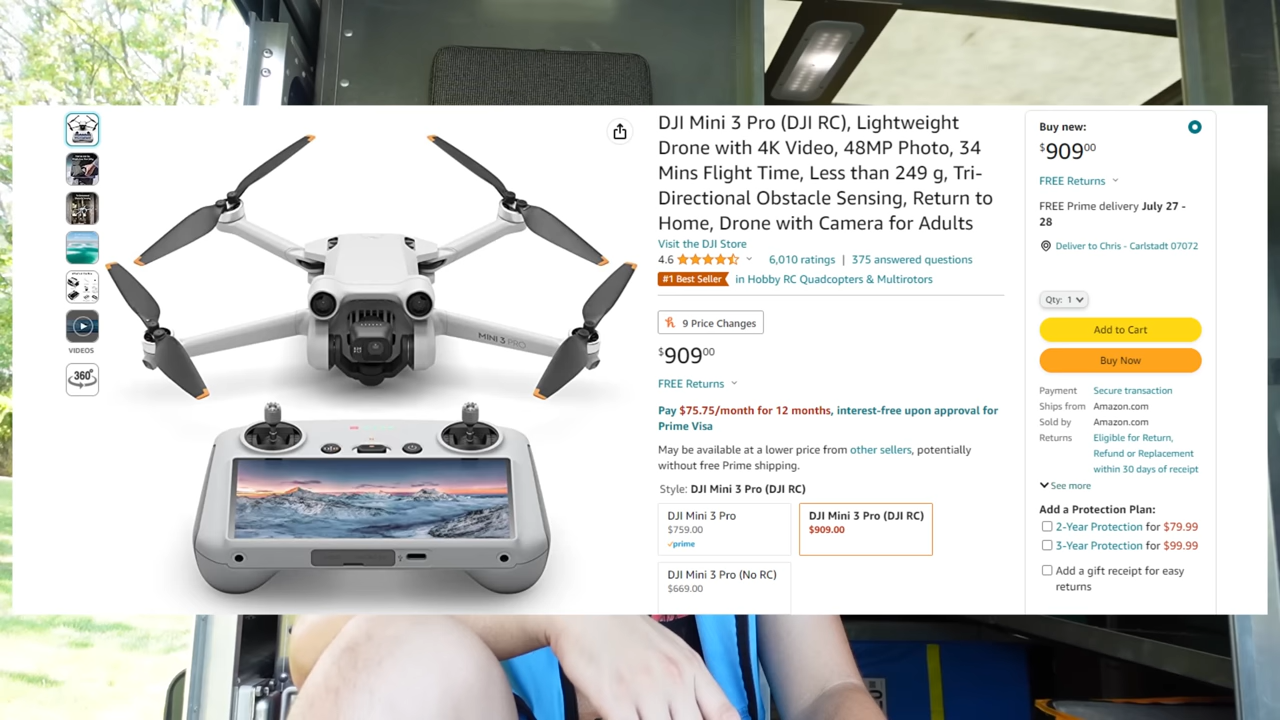 VIDEOS
360°
MINI 3 PRO
DJI Mini 3 Pro (DJI RC), Lightweight
Drone with 4K Video, 48MP Photo, 34
Mins Flight Time, Less than 249 g, Tri-
Directional Obstacle Sensing, Return to
Home, Drone with Camera for Adults
Visit the DJI Store
4.6 6,010 ratings | 375 answered questions
#1 Best Seller in Hobby RC Quadcopters & Multirotors
9 Price Changes
$909.00
FREE Returns
Pay $75.75/month for 12 months, interest-free upon approval for
Prime Visa
May be available at a lower price from other sellers, potentially
without free Prime shipping.
Style: DJI Mini 3 Pro (DJI RC)
DJI Mini 3 Pro
$759.00
prime
DJI Mini 3 Pro (DJI RC)
$909.00
DJI Mini 3 Pro (No RC)
$669.00
Buy new:
$909.00
FREE Returns
FREE Prime delivery July 27 -
28
Deliver to Chris - Carlstadt 07072
Qty: 1
Add to Cart
Buy Now
Payment Secure transaction
Ships from Amazon.com
Sold by Amazon.com
Returns Eligible for Return,
Refund or Replacement
within 30 days of receipt
See more
Add a Protection Plan:
2-Year Protection for $79.99
3-Year Protection for $99.99
Add a gift receipt for easy
returns